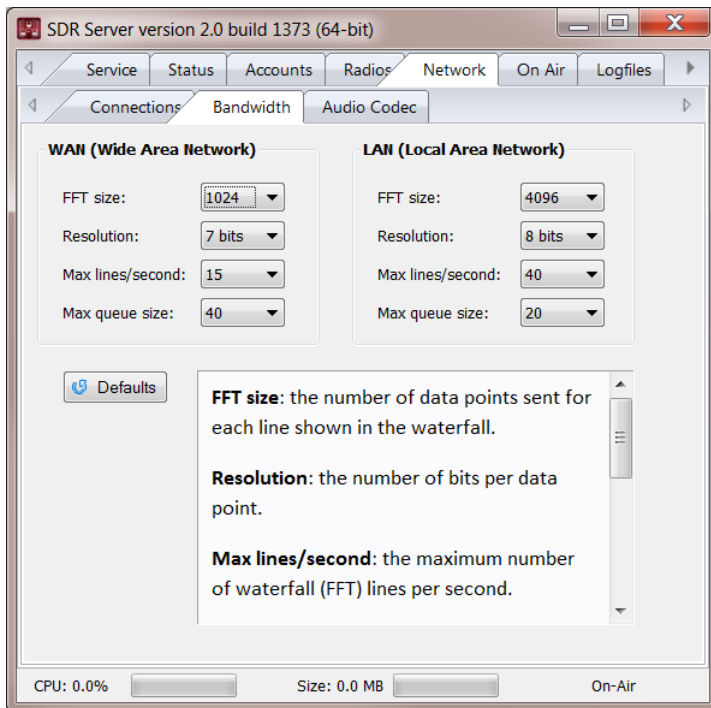 SDR Server version 2.0 build 1373 (64-bit)
Service Status Accounts Radios Network On Air Logfiles
Connections Bandwidth Audio Codec
WAN (Wide Area Network)
FFT size: 1024
Resolution: 7 bits
Max lines/second: 15
Max queue size: 40
LAN (Local Area Network)
FFT size: 4096
Resolution: 8 bits
Max lines/second: 40
Max queue size: 20
Defaults
FFT size: the number of data points sent for
each line shown in the waterfall.
Resolution: the number of bits per data
point.
Max lines/second: the maximum number
of waterfall (FFT) lines per second.
CPU: 0.0% Size: 0.0 MB On-Air